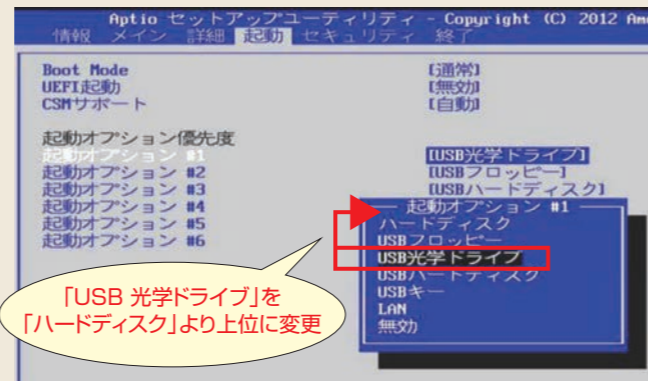 Aptio セットアップユーティリティ - Copyright (C) 2012 Ame
情報 メイン 詳細 起動 セキュリティ 終了
Boot Mode [通常]
UEFI起動 [無効]
CSMサポート [自動]
起動オプション優先度
起動オプション #1 [USB光学ドライブ]
起動オプション #2 [USBフロッピー]
起動オプション #3 [USBハードディスク]
起動オプション #4
起動オプション #5
起動オプション #6
起動オプション #1
ハードディスク
USBフロッピー
USB光学ドライブ
USBハードディスク
USBキー
LAN
無効
「USB 光学ドライブ」を
「ハードディスク」より上位に変更